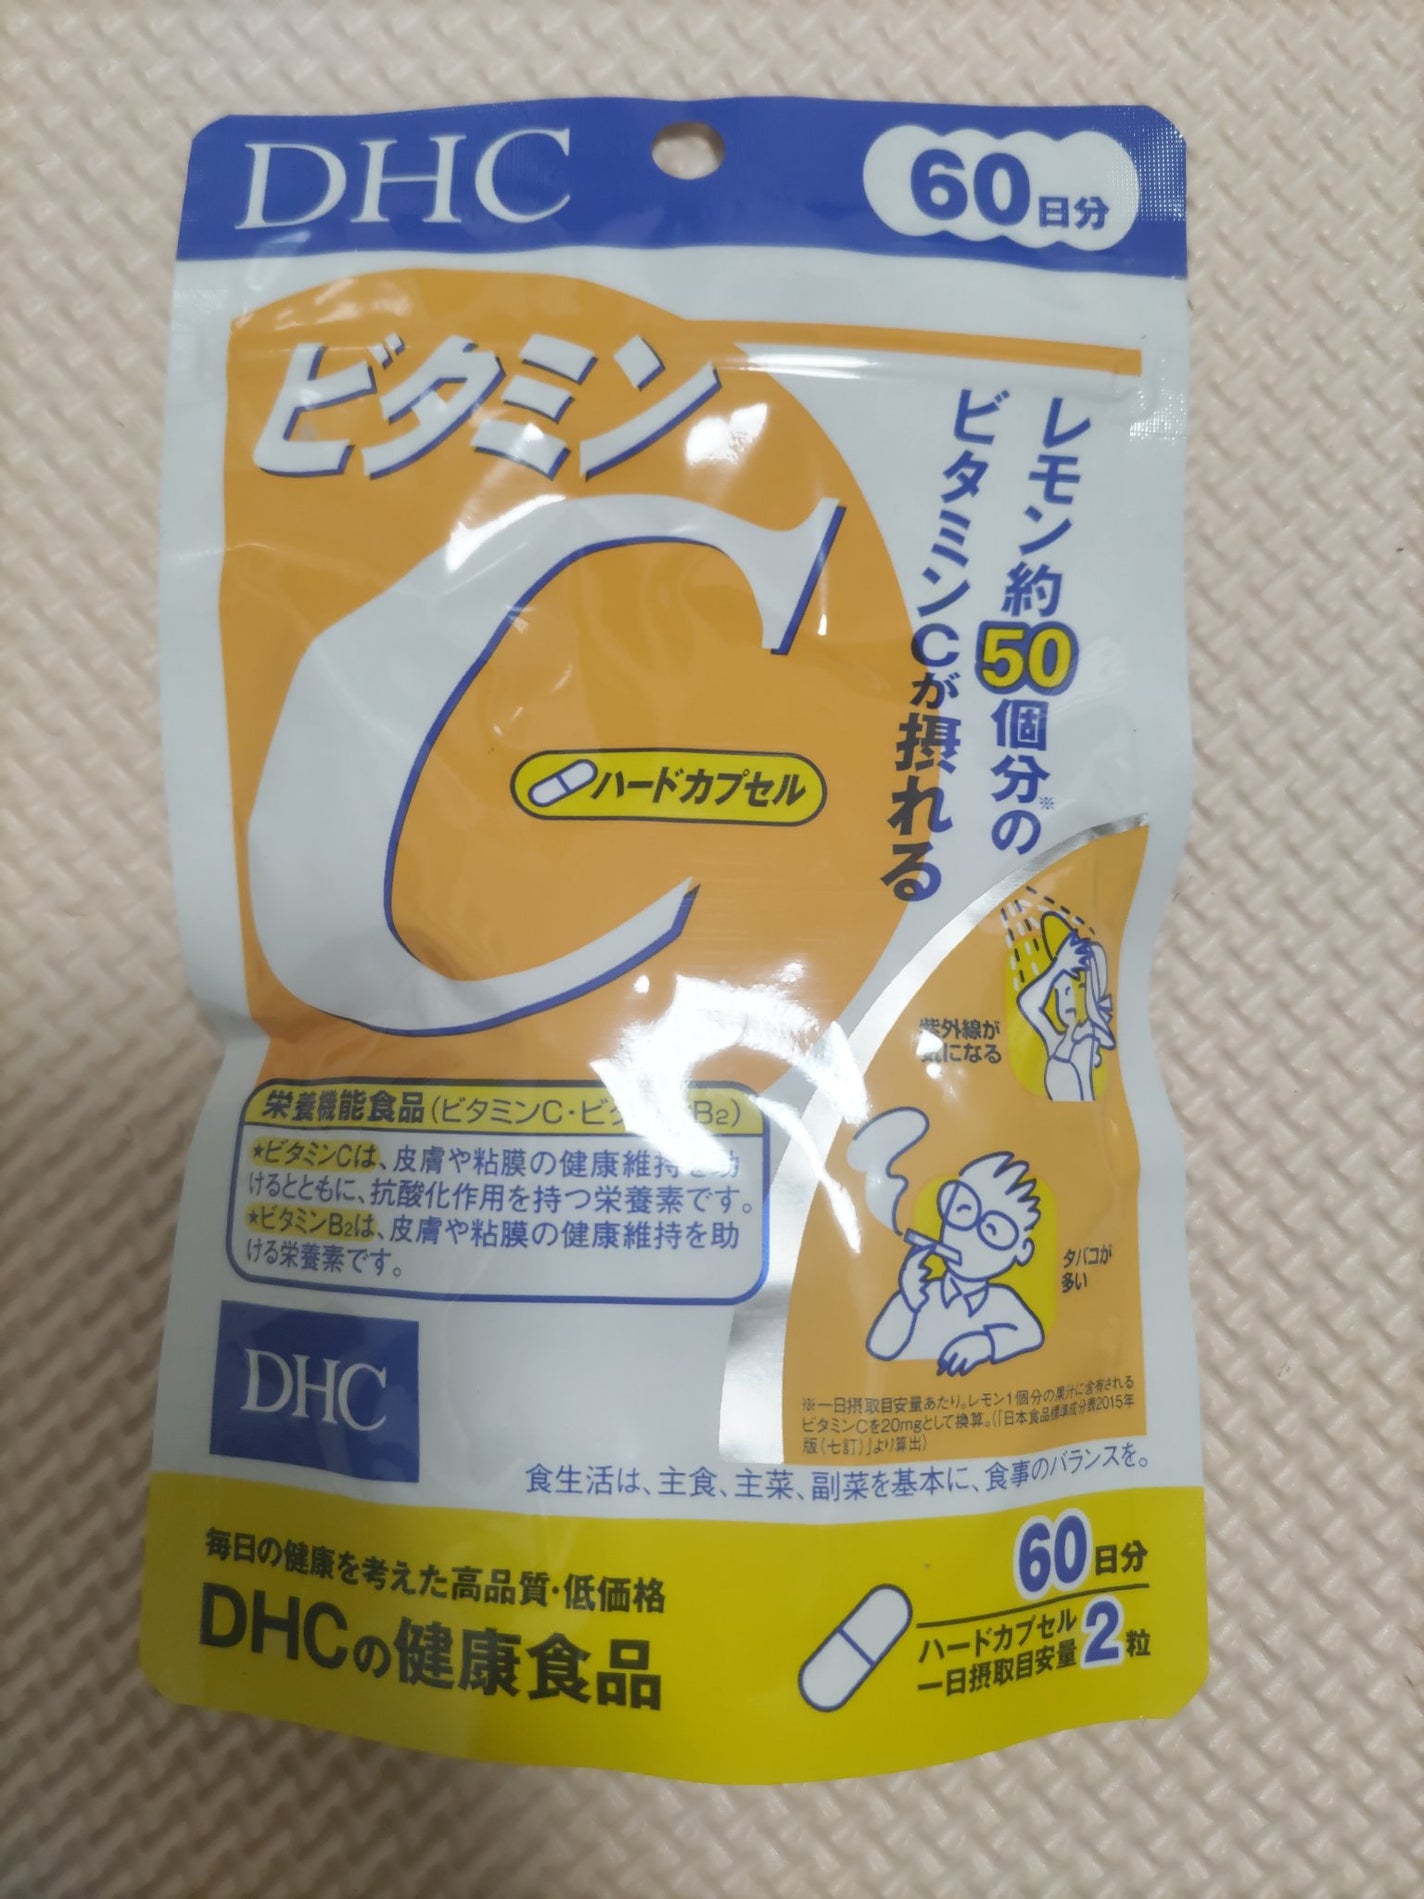 DHC
60日分
ビタミン
C
ハードカプセル
レモン約50個分の※
ビタミンCが摂れる
紫外線が
気になる
栄養機能食品(ビタミンC・ビタミンB2)
★ビタミンCは、皮膚や粘膜の健康維持を助
けるとともに、抗酸化作用を持つ栄養素です。
★ビタミンB2は、皮膚や粘膜の健康維持を助
ける栄養素です。
タバコが
多い
DHC
※一日摂取目安量あたり。レモン1個分の果汁に含有される
ビタミンCを20mgとして換算。(「日本食品標準成分表2015年
版(七訂)」より算出)
食生活は、主食、主菜、副菜を基本に、食事のバランスを。
毎日の健康を考えた高品質・低価格
DHCの健康食品
60日分
ハードカプセル
一日摂取目安量2粒